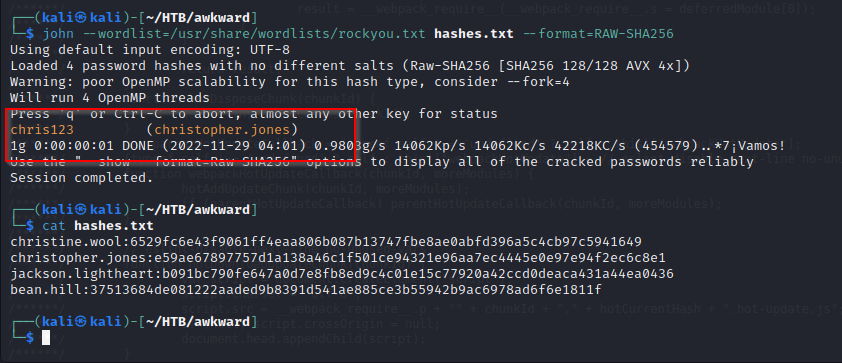 ┌──(kali㉿kali)-[~/HTB/awkward]
└─$ john --wordlist=/usr/share/wordlists/rockyou.txt hashes.txt --format=RAW-SHA256
Using default input encoding: UTF-8
Loaded 4 password hashes with no different salts (Raw-SHA256 [SHA256 128/128 AVX 4x])
Warning: poor OpenMP scalability for this hash type, consider --fork=4
Will run 4 OpenMP threads
Press 'q' or Ctrl-C to abort, almost any other key for status
chris123 (christopher.jones)
1g 0:00:00:01 DONE (2022-11-29 04:01) 0.9803g/s 14062Kp/s 14062Kc/s 42218KC/s (454579)..*7¡Vamos!
Use the "--show --format=Raw-SHA256" options to display all of the cracked passwords reliably
Session completed.
┌──(kali㉿kali)-[~/HTB/awkward]
└─$ cat hashes.txt
christine.wool:6529fc6e43f9061ff4eaa806b087b13747fbe8ae0abfd396a5c4cb97c5941649
christopher.jones:e59ae67897757d1a138a46c1f501ce94321e96aa7ec4445e0e97e94f2ec6c8e1
jackson.lightheart:b091bc790fe647a0d7e8fb8ed9c4c01e15c77920a42ccd0deaca431a44ea0436
bean.hill:37513684de081222aaded9b8391d541ae885ce3b55942b9ac6978ad6f6e1811f
┌──(kali㉿kali)-[~/HTB/awkward]
└─$